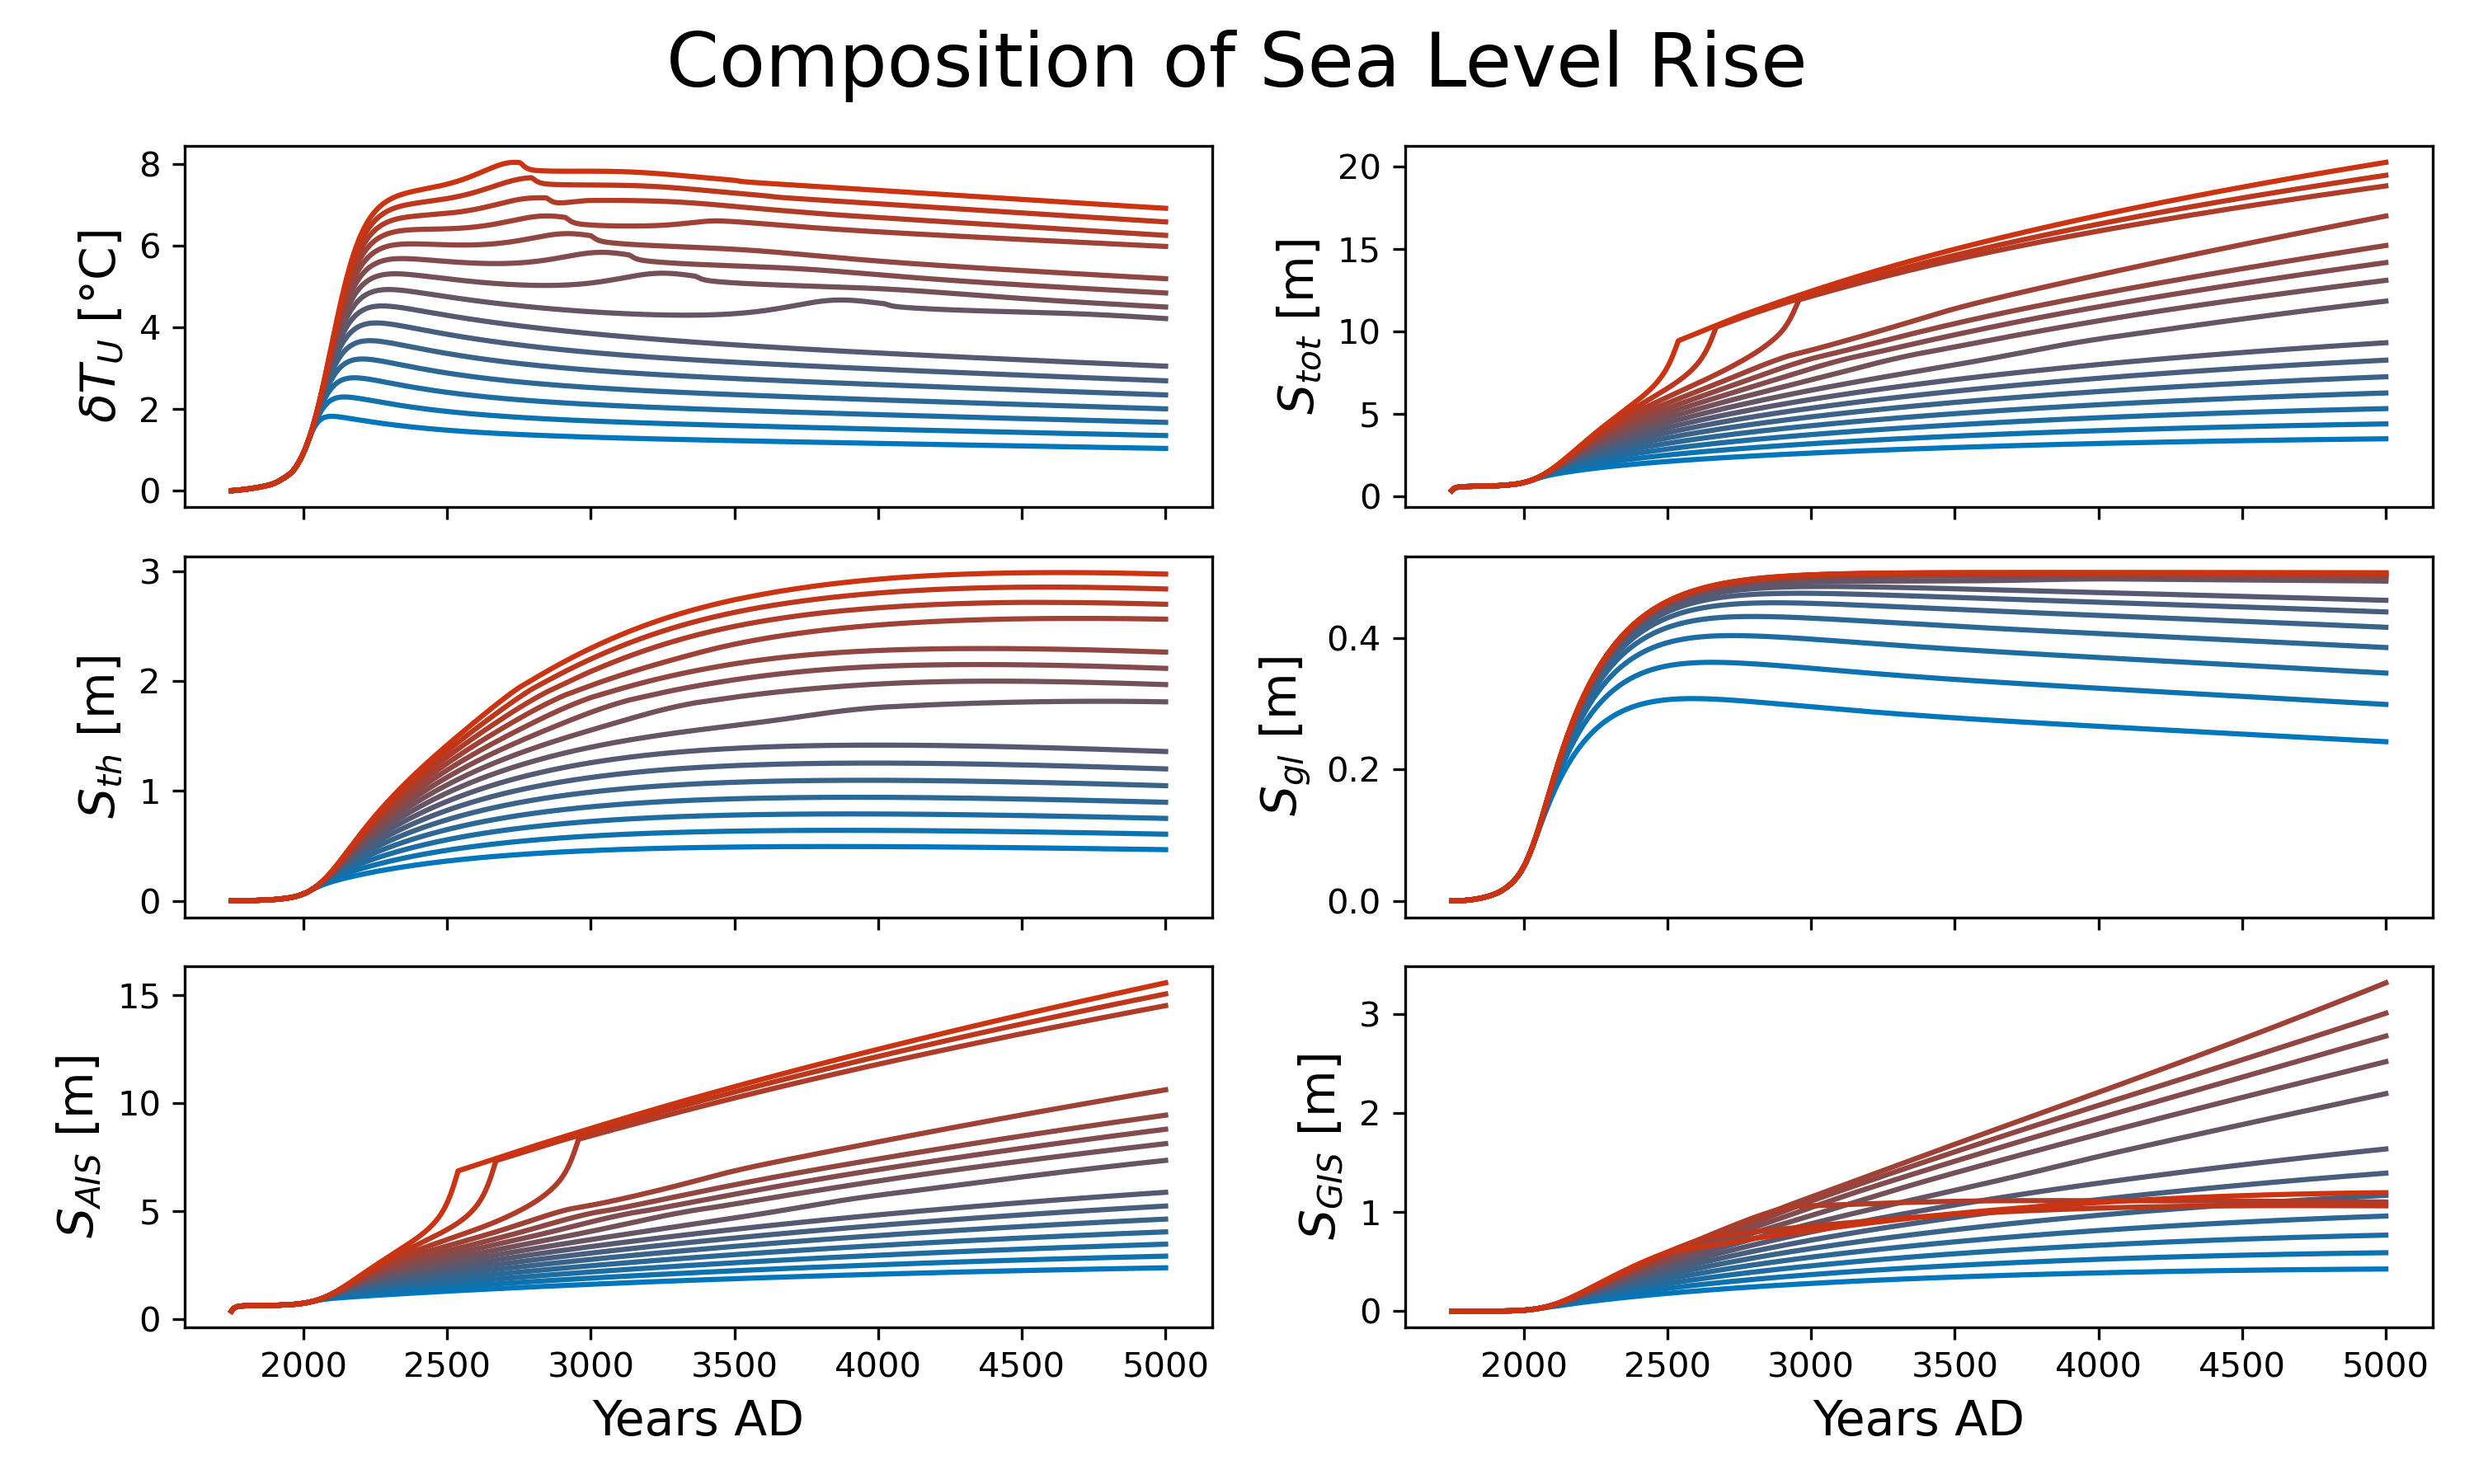 Composition of Sea Level Rise
δT_U [°C]
8
6
4
2
0
S_tot [m]
20
15
10
5
0
S_th [m]
3
2
1
0
S_gl [m]
0.4
0.2
0.0
S_AIS [m]
15
10
5
0
2000 2500 3000 3500 4000 4500 5000
Years AD
S_GIS [m]
3
2
1
0
2000 2500 3000 3500 4000 4500 5000
Years AD